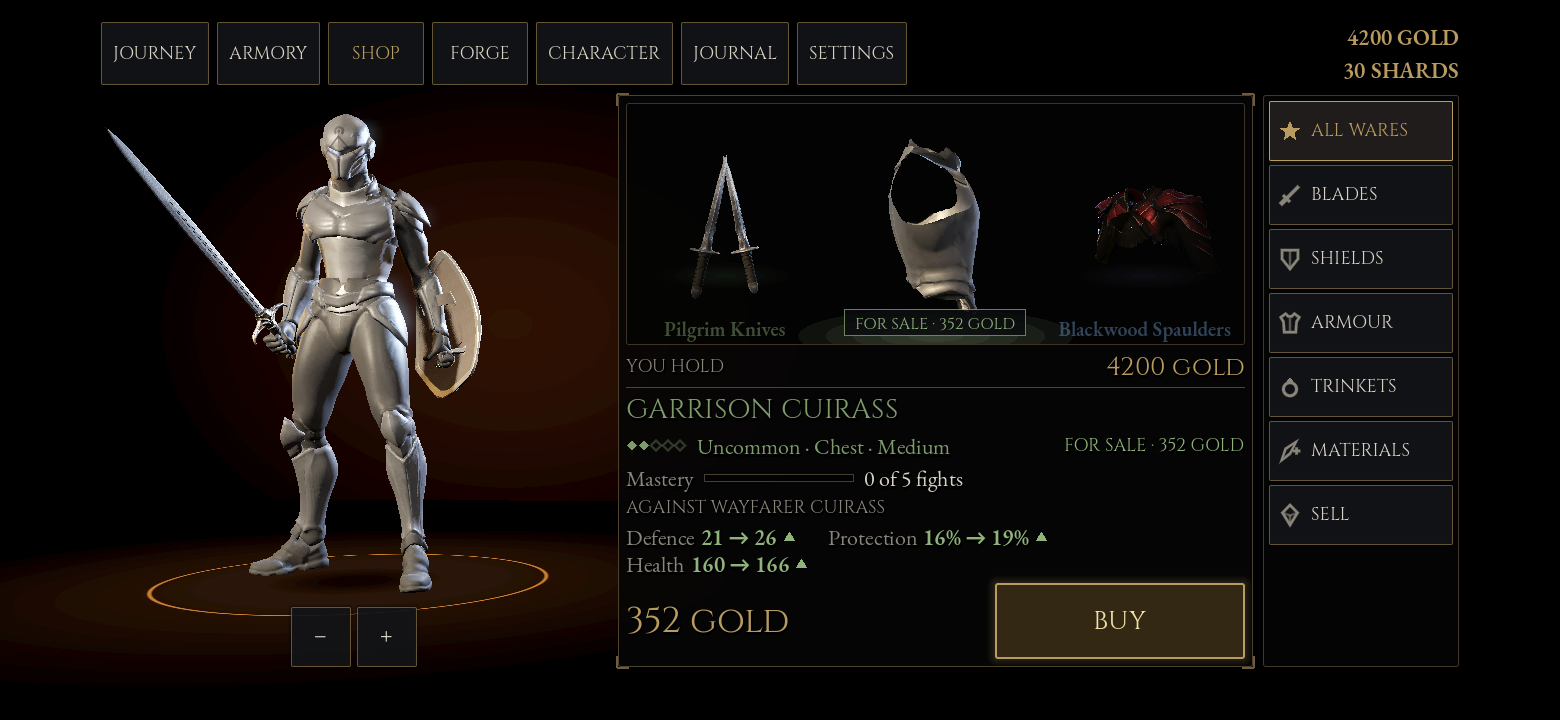 JOURNEY ARMORY SHOP FORGE CHARACTER JOURNAL SETTINGS
4200 GOLD
30 SHARDS
Pilgrim Knives
FOR SALE · 352 GOLD
Blackwood Spaulders
YOU HOLD 4200 GOLD
GARRISON CUIRASS
Uncommon · Chest · Medium FOR SALE · 352 GOLD
Mastery 0 of 5 fights
AGAINST WAYFARER CUIRASS
Defence 21 → 26 ▲ Protection 16% → 19% ▲
Health 160 → 166 ▲
352 GOLD BUY
− +
ALL WARES
BLADES
SHIELDS
ARMOUR
TRINKETS
MATERIALS
SELL